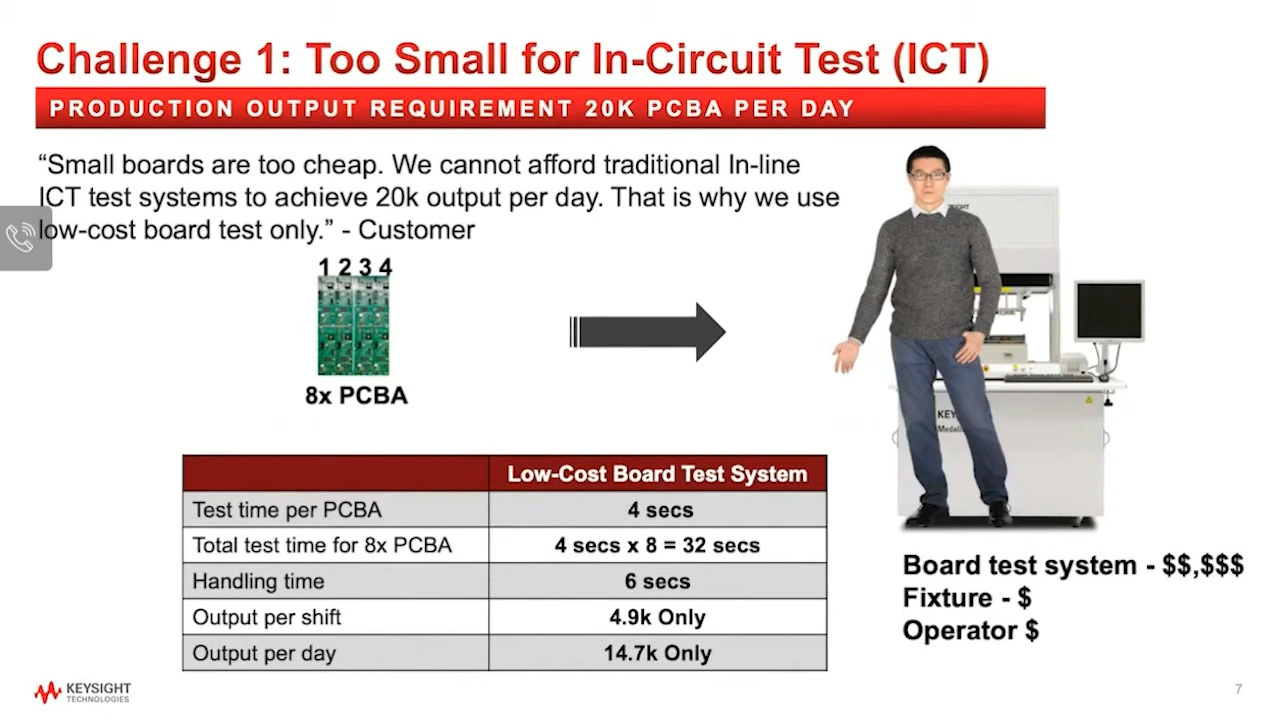 Challenge 1: Too Small for In-Circuit Test (ICT)
PRODUCTION OUTPUT REQUIREMENT 20K PCBA PER DAY
“Small boards are too cheap. We cannot afford traditional In-line
ICT test systems to achieve 20k output per day. That is why we use
low-cost board test only.” - Customer
1 2 3 4
8x PCBA
Low-Cost Board Test System
Test time per PCBA 4 secs
Total test time for 8x PCBA 4 secs x 8 = 32 secs
Handling time 6 secs
Output per shift 4.9k Only
Output per day 14.7k Only
Board test system - $$,$$$
Fixture - $
Operator $
KEYSIGHT
TECHNOLOGIES
7